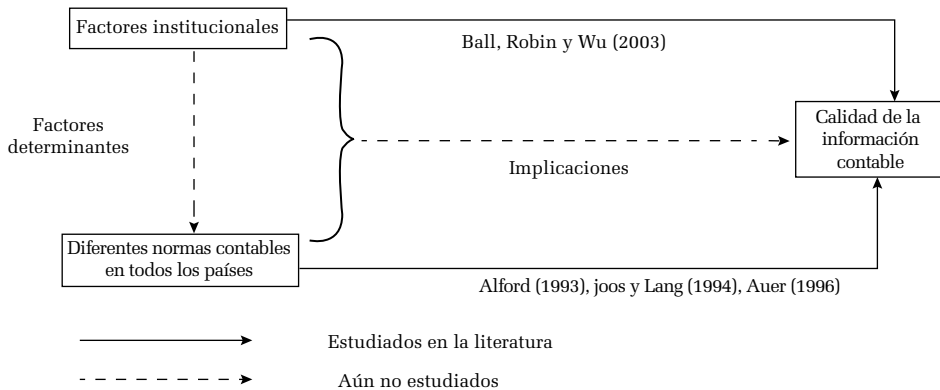 Factores institucionales
Ball, Robin y Wu (2003)
Factores
determinantes
Calidad de la
información
contable
Implicaciones
Diferentes normas contables
en todos los países
Alford (1993), joos y Lang (1994), Auer (1996)
Estudiados en la literatura
Aún no estudiados